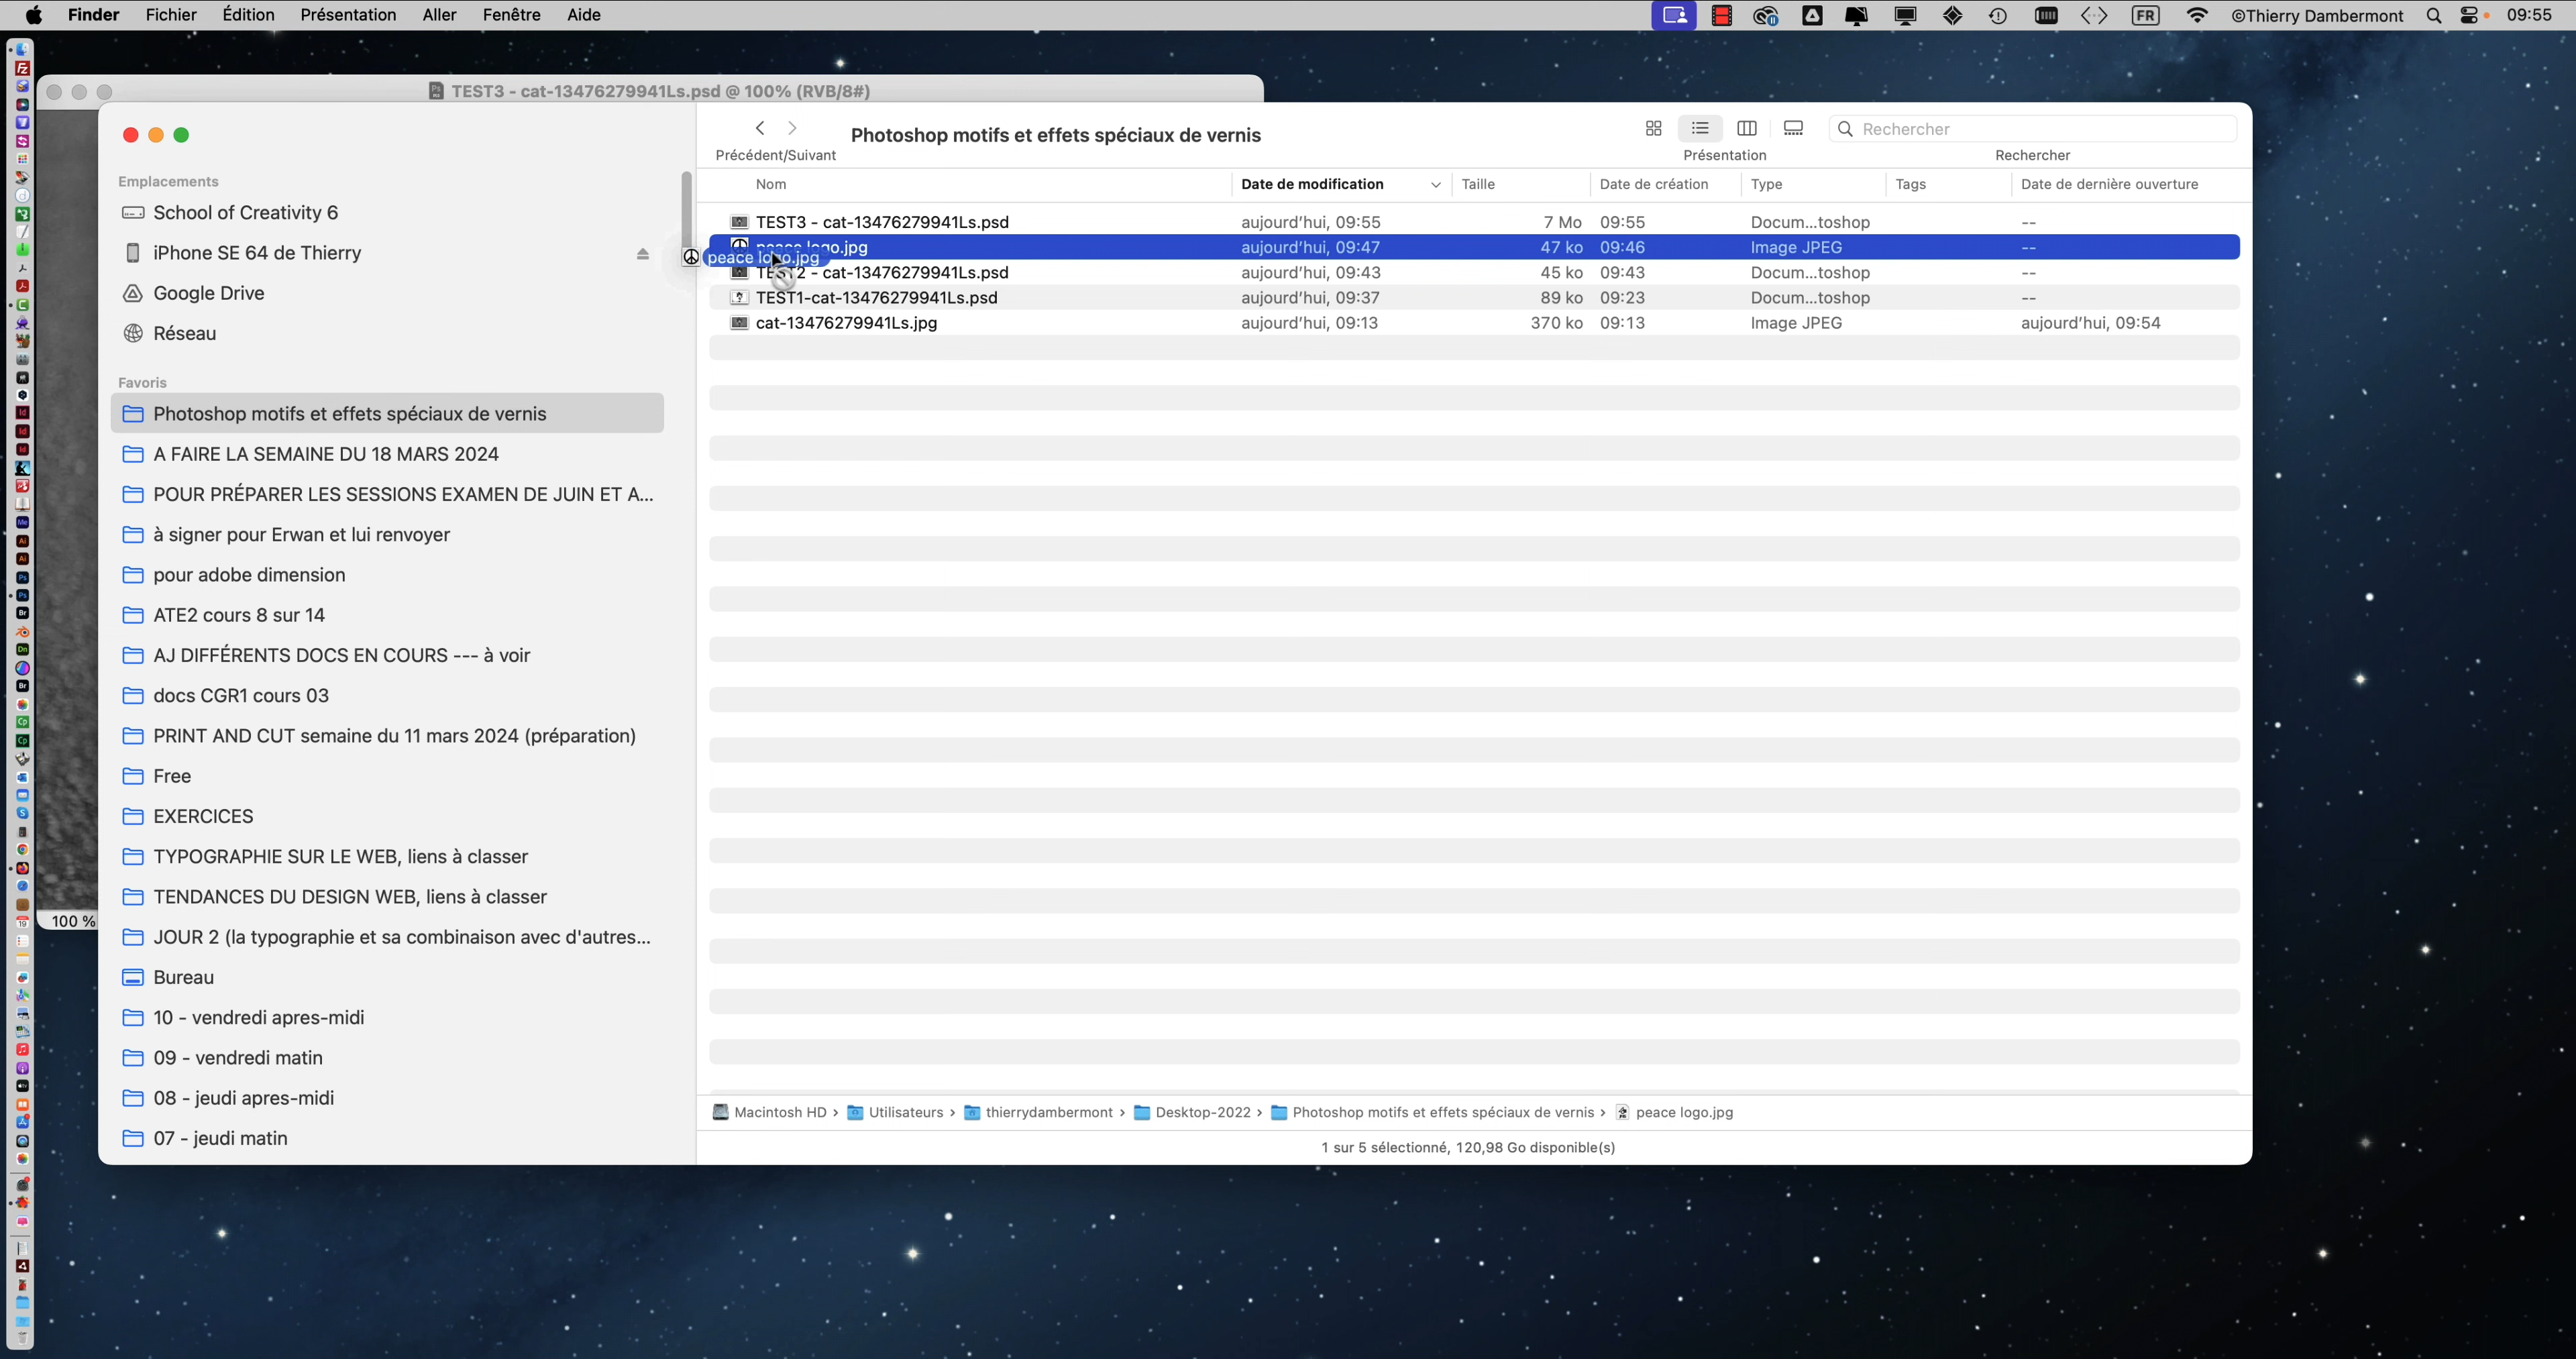 Finder Fichier Édition Présentation Aller Fenêtre Aide FR ©Thierry Dambermont 09:55
TEST3 - cat-13476279941Ls.psd @ 100% (RVB/8#)
Photoshop motifs et effets spéciaux de vernis
Rechercher
Précédent/Suivant Présentation Rechercher
Nom Date de modification Taille Date de création Type Tags Date de dernière ouverture
TEST3 - cat-13476279941Ls.psd aujourd'hui, 09:55 7 Mo 09:55 Docum...toshop --
peace logo.jpg aujourd'hui, 09:47 47 ko 09:46 Image JPEG --
peace logo.jpg
TEST2 - cat-13476279941Ls.psd aujourd'hui, 09:43 45 ko 09:43 Docum...toshop --
TEST1-cat-13476279941Ls.psd aujourd'hui, 09:37 89 ko 09:23 Docum...toshop --
cat-13476279941Ls.jpg aujourd'hui, 09:13 370 ko 09:13 Image JPEG aujourd'hui, 09:54
Emplacements
School of Creativity 6
iPhone SE 64 de Thierry
Google Drive
Réseau
Favoris
Photoshop motifs et effets spéciaux de vernis
A FAIRE LA SEMAINE DU 18 MARS 2024
POUR PRÉPARER LES SESSIONS EXAMEN DE JUIN ET A...
à signer pour Erwan et lui renvoyer
pour adobe dimension
ATE2 cours 8 sur 14
AJ DIFFÉRENTS DOCS EN COURS --- à voir
docs CGR1 cours 03
PRINT AND CUT semaine du 11 mars 2024 (préparation)
Free
EXERCICES
TYPOGRAPHIE SUR LE WEB, liens à classer
TENDANCES DU DESIGN WEB, liens à classer
JOUR 2 (la typographie et sa combinaison avec d'autres...
Bureau
10 - vendredi apres-midi
09 - vendredi matin
08 - jeudi apres-midi
07 - jeudi matin
100 %
Macintosh HD › Utilisateurs › thierrydambermont › Desktop-2022 › Photoshop motifs et effets spéciaux de vernis › peace logo.jpg
1 sur 5 sélectionné, 120,98 Go disponible(s)